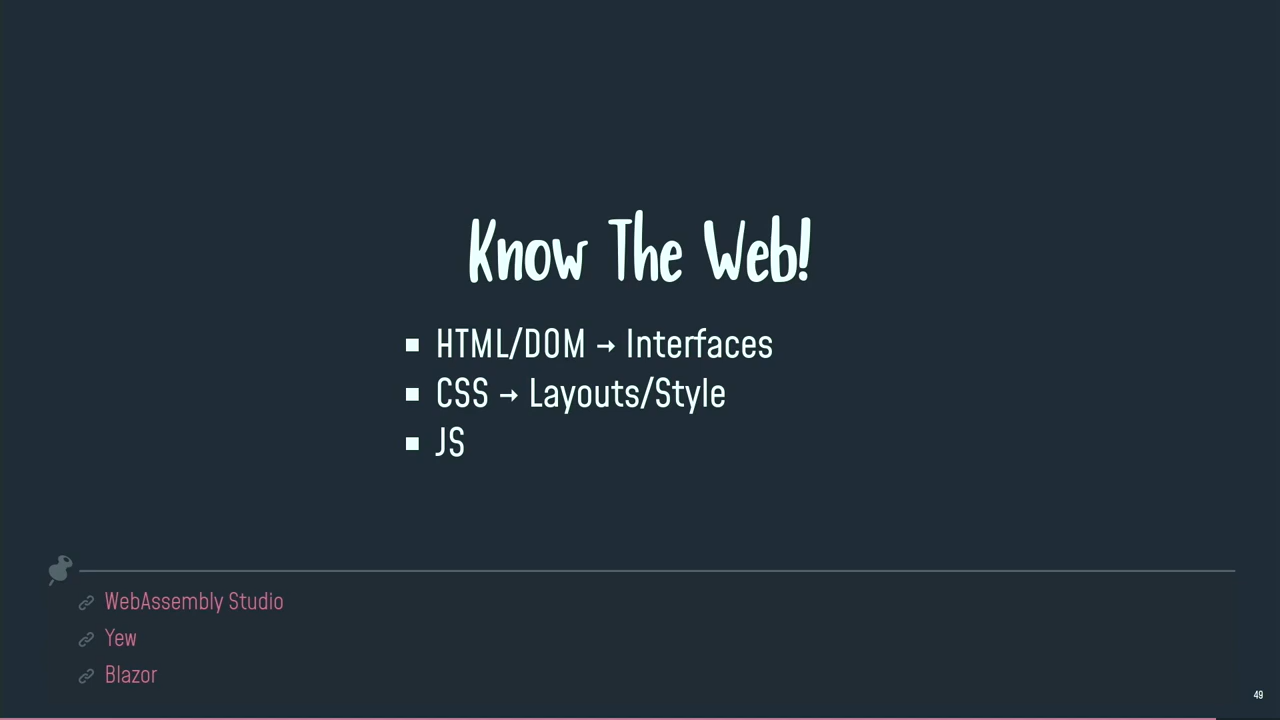 Know The Web!
HTML/DOM → Interfaces
CSS → Layouts/Style
JS
WebAssembly Studio
Yew
Blazor
49